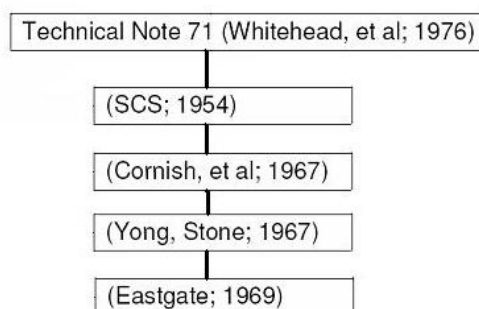 Technical Note 71 (Whitehead, et al; 1976)
(SCS; 1954)
(Cornish, et al; 1967)
(Yong, Stone; 1967)
(Eastgate; 1969)